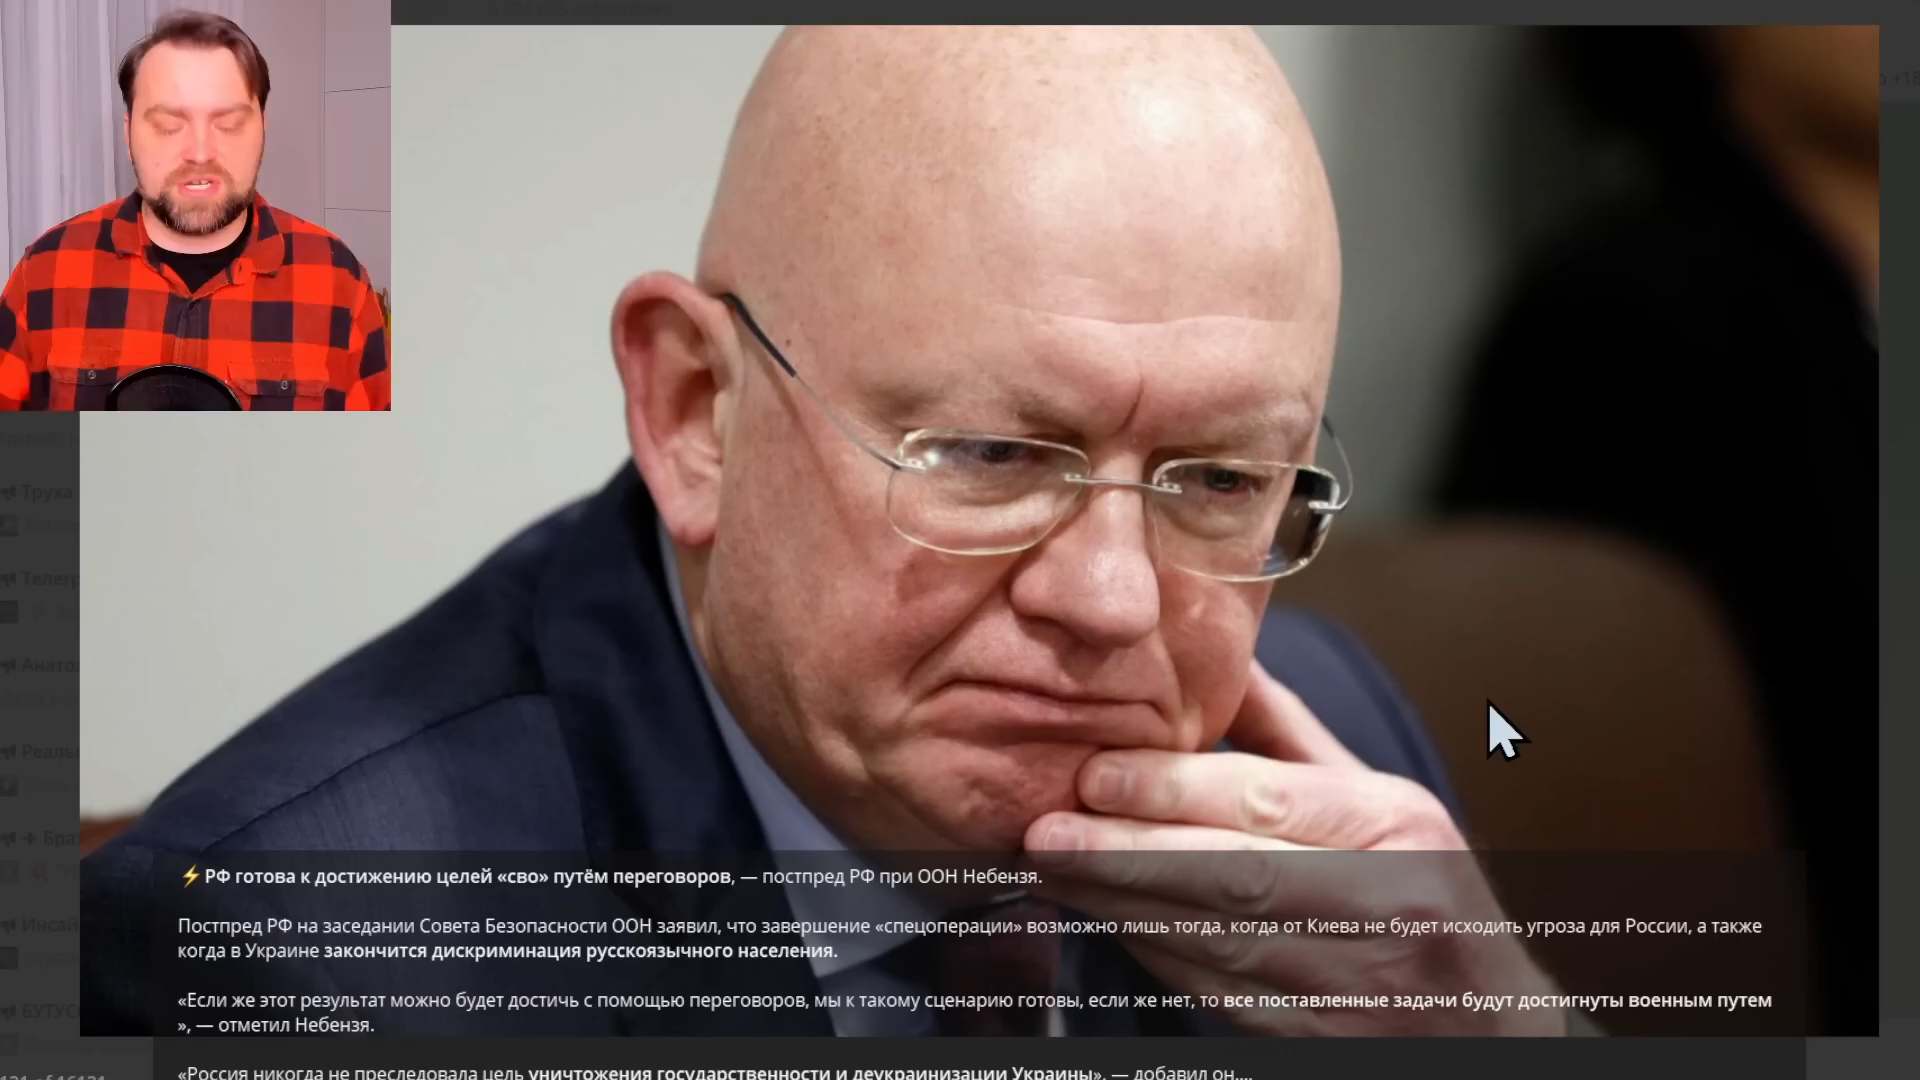 ⚡РФ готова к достижению целей «сво» путём переговоров, — постпред РФ при ООН Небензя.
Постпред РФ на заседании Совета Безопасности ООН заявил, что завершение «спецоперации» возможно лишь тогда, когда от Киева не будет исходить угроза для России, а также
когда в Украине закончится дискриминация русскоязычного населения.
«Если же этот результат можно будет достичь с помощью переговоров, мы к такому сценарию готовы, если же нет, то все поставленные задачи будут достигнуты военным путем
», — отметил Небензя.
«Россия никогда не преследовала цель уничтожения государственности и деукраинизации Украины», — добавил он....
Труха
Телег
Анато
Реаль
+ Бра
Инсай
БУТУС